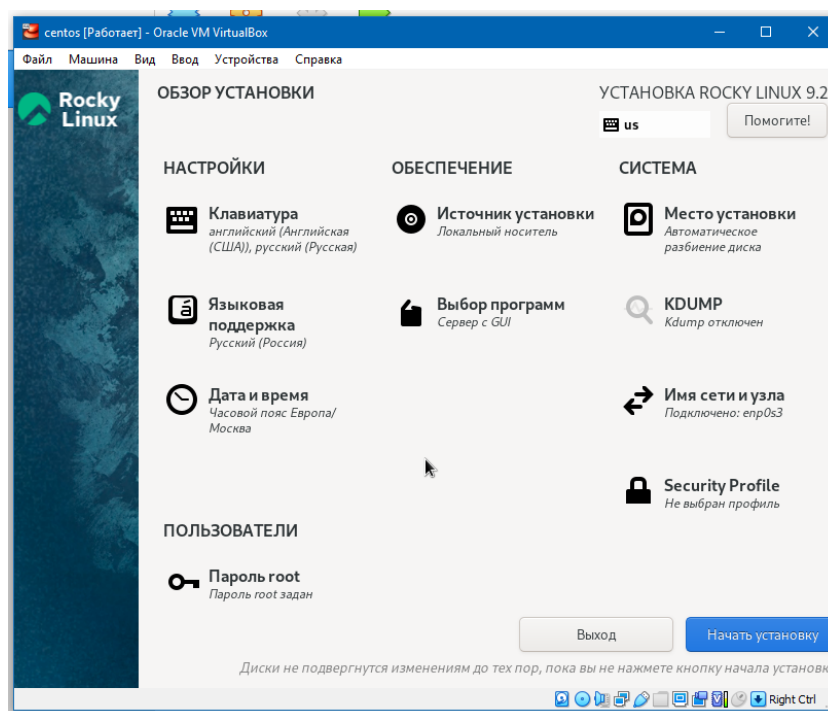 centos [Работает] - Oracle VM VirtualBox
Файл Машина Вид Ввод Устройства Справка
Rocky
Linux
ОБЗОР УСТАНОВКИ
УСТАНОВКА ROCKY LINUX 9.2
us
Помогите!
НАСТРОЙКИ
Клавиатура
английский (Английская
(США)), русский (Русская)
Языковая
поддержка
Русский (Россия)
Дата и время
Часовой пояс Европа/
Москва
ОБЕСПЕЧЕНИЕ
Источник установки
Локальный носитель
Выбор программ
Сервер с GUI
СИСТЕМА
Место установки
Автоматическое
разбиение диска
KDUMP
Kdump отключен
Имя сети и узла
Подключено: enp0s3
Security Profile
Не выбран профиль
ПОЛЬЗОВАТЕЛИ
Пароль root
Пароль root задан
Выход
Начать установку
Диски не подвергнутся изменениям до тех пор, пока вы не нажмете кнопку начала установк
Right Ctrl